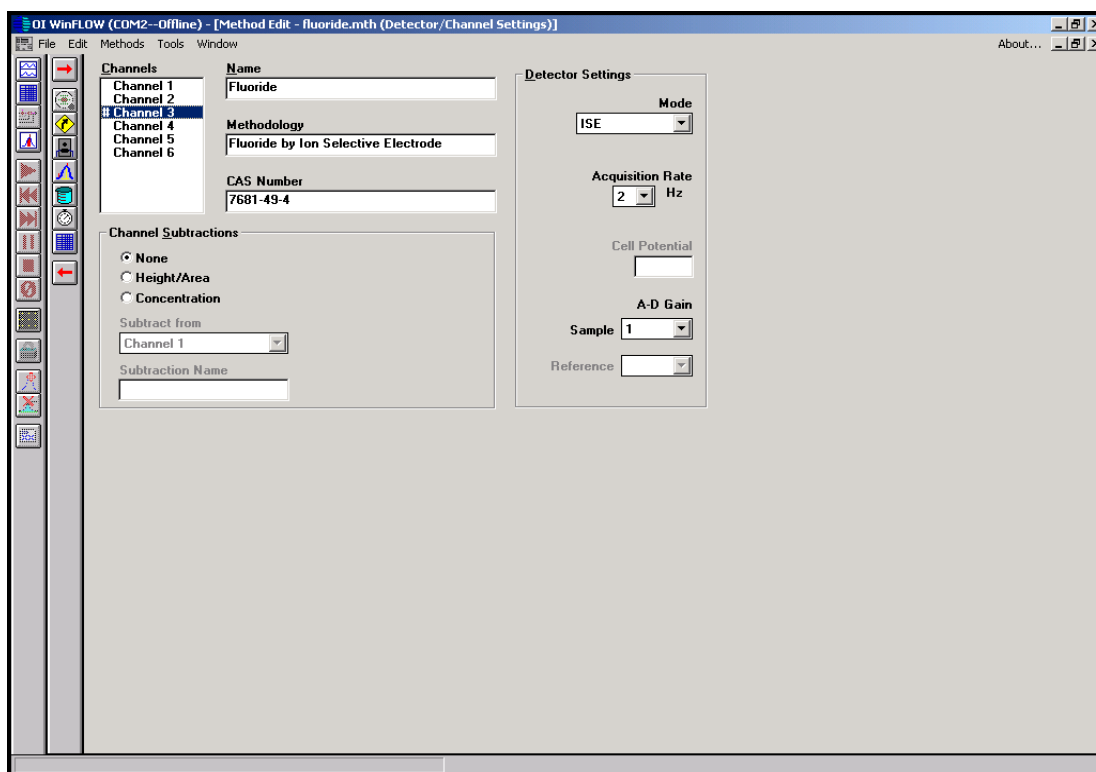 OI WinFLOW (COM2--Offline) - [Method Edit - fluoride.mth (Detector/Channel Settings)]
File Edit Methods Tools Window About...
Channels
Channel 1
Channel 2
# Channel 3
Channel 4
Channel 5
Channel 6
Name
Fluoride
Methodology
Fluoride by Ion Selective Electrode
CAS Number
7681-49-4
Channel Subtractions
None
Height/Area
Concentration
Subtract from
Channel 1
Subtraction Name
Detector Settings
Mode
ISE
Acquisition Rate
2 Hz
Cell Potential
A-D Gain
Sample 1
Reference